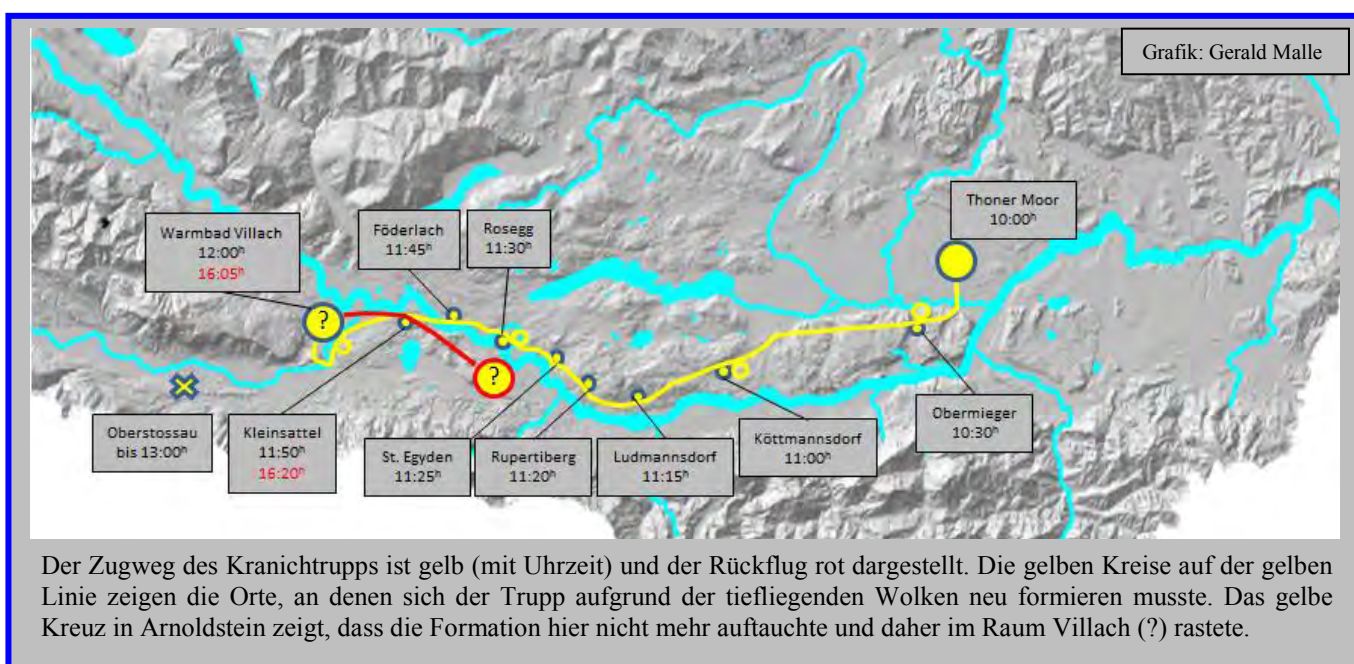 Grafik: Gerald Malle
Thoner Moor
10:00ʰ
Warmbad Villach
12:00ʰ
16:05ʰ
Föderlach
11:45ʰ
Rosegg
11:30ʰ
?
?
Oberstossau
bis 13:00ʰ
Kleinsattel
11:50ʰ
16:20ʰ
St. Egyden
11:25ʰ
Rupertiberg
11:20ʰ
Ludmannsdorf
11:15ʰ
Köttmannsdorf
11:00ʰ
Obermieger
10:30ʰ
Der Zugweg des Kranichtrupps ist gelb (mit Uhrzeit) und der Rückflug rot dargestellt. Die gelben Kreise auf der gelben
Linie zeigen die Orte, an denen sich der Trupp aufgrund der tiefliegenden Wolken neu formieren musste. Das gelbe
Kreuz in Arnoldstein zeigt, dass die Formation hier nicht mehr auftauchte und daher im Raum Villach (?) rastete.